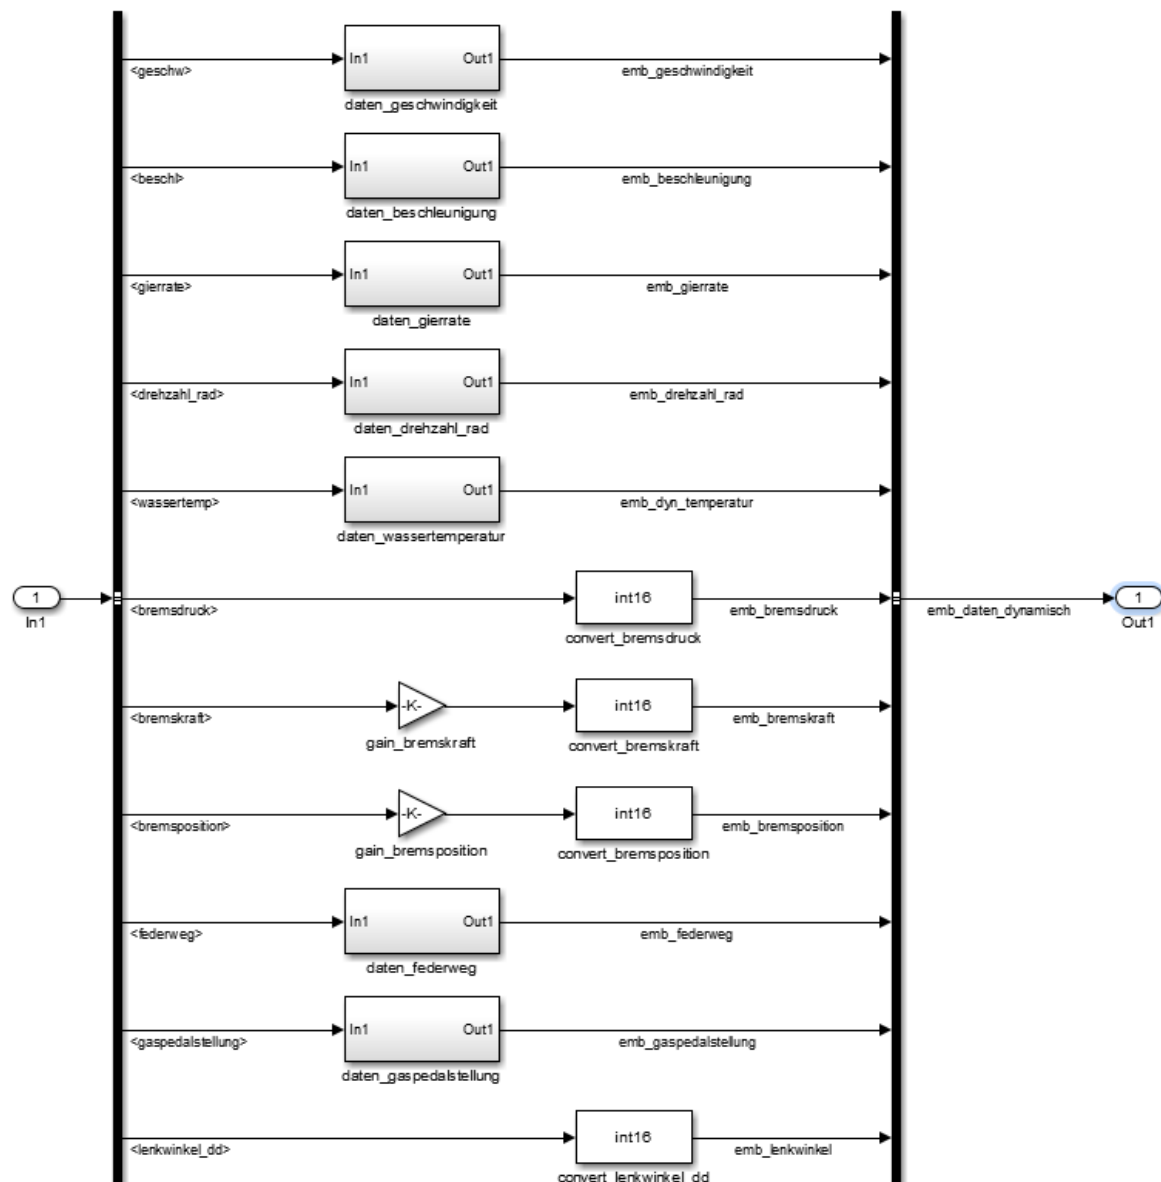 In1 Out1
<geschw> emb_geschwindigkeit
daten_geschwindigkeit
In1 Out1
<beschl> emb_beschleunigung
daten_beschleunigung
In1 Out1
<gierrate> emb_gierrate
daten_gierrate
In1 Out1
<drehzahl_rad> emb_drehzahl_rad
daten_drehzahl_rad
In1 Out1
<wassertemp> emb_dyn_temperatur
daten_wassertemperatur
1 int16 1
In1 <bremsdruck> emb_bremsdruck emb_daten_dynamisch Out1
convert_bremsdruck
-K- int16
<bremskraft> emb_bremskraft
gain_bremskraft convert_bremskraft
-K- int16
<bremsposition> emb_bremsposition
gain_bremsposition convert_bremsposition
In1 Out1
<federweg> emb_federweg
daten_federweg
In1 Out1
<gaspedalstellung> emb_gaspedalstellung
daten_gaspedalstellung
int16
<lenkwinkel_dd> emb_lenkwinkel
convert_lenkwinkel_dd